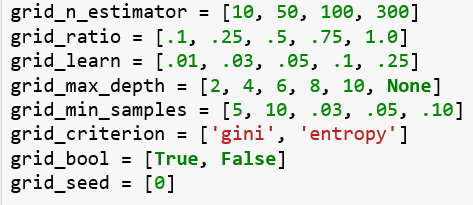 grid_n_estimator = [10, 50, 100, 300]
grid_ratio = [.1, .25, .5, .75, 1.0]
grid_learn = [.01, .03, .05, .1, .25]
grid_max_depth = [2, 4, 6, 8, 10, None]
grid_min_samples = [5, 10, .03, .05, .10]
grid_criterion = ['gini', 'entropy']
grid_bool = [True, False]
grid_seed = [0]